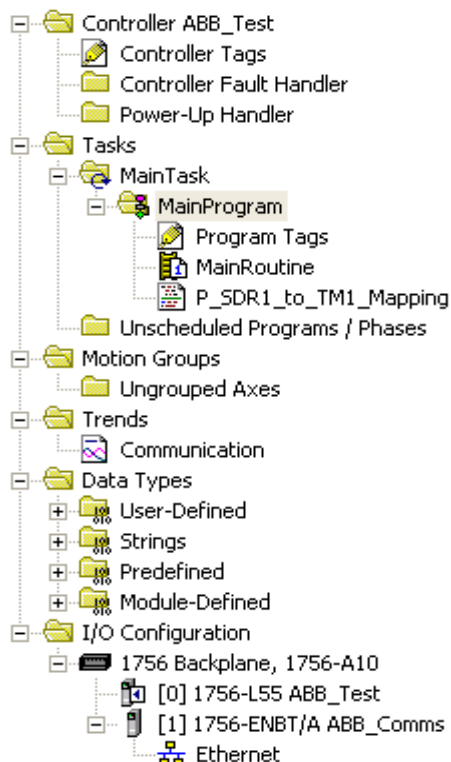 Controller ABB_Test
Controller Tags
Controller Fault Handler
Power-Up Handler
Tasks
MainTask
MainProgram
Program Tags
MainRoutine
P_SDR1_to_TM1_Mapping
Unscheduled Programs / Phases
Motion Groups
Ungrouped Axes
Trends
Communication
Data Types
User-Defined
Strings
Predefined
Module-Defined
I/O Configuration
1756 Backplane, 1756-A10
[0] 1756-L55 ABB_Test
[1] 1756-ENBT/A ABB_Comms
Ethernet